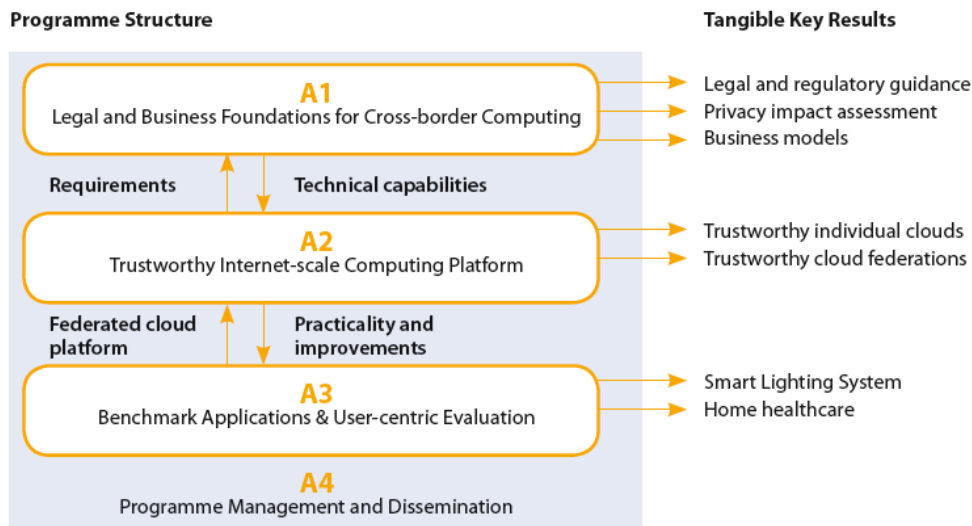 Programme Structure
Tangible Key Results
A1
Legal and Business Foundations for Cross-border Computing
Legal and regulatory guidance
Privacy impact assessment
Business models
Requirements
Technical capabilities
A2
Trustworthy Internet-scale Computing Platform
Trustworthy individual clouds
Trustworthy cloud federations
Federated cloud
platform
Practicality and
improvements
A3
Benchmark Applications & User-centric Evaluation
Smart Lighting System
Home healthcare
A4
Programme Management and Dissemination